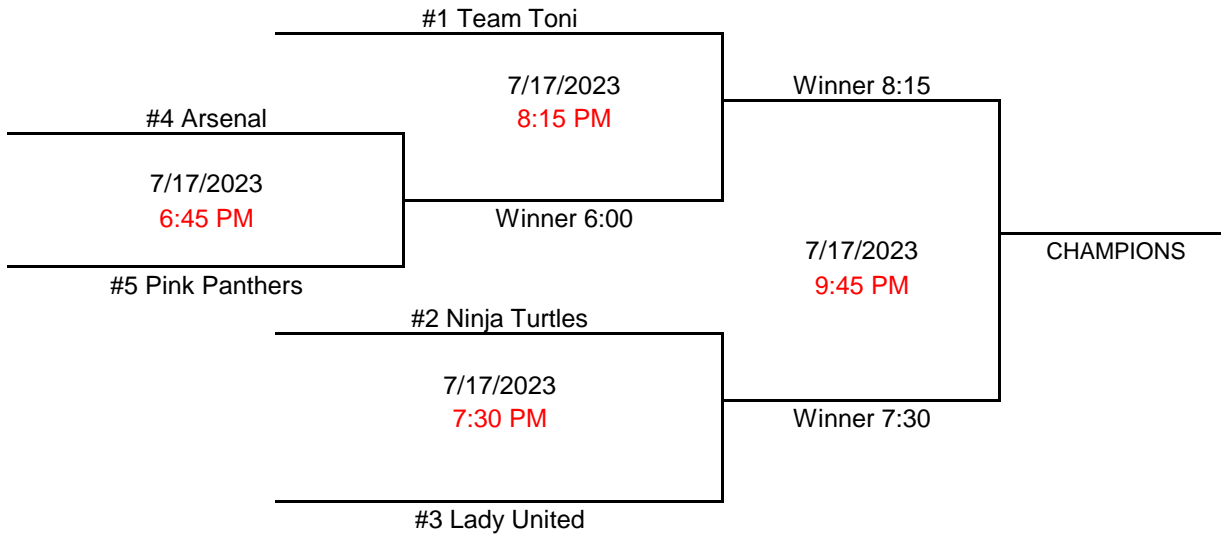 #1 Team Toni
7/17/2023
8:15 PM
Winner 8:15
#4 Arsenal
7/17/2023
6:45 PM
Winner 6:00
#5 Pink Panthers
7/17/2023
9:45 PM
CHAMPIONS
#2 Ninja Turtles
7/17/2023
7:30 PM
Winner 7:30
#3 Lady United